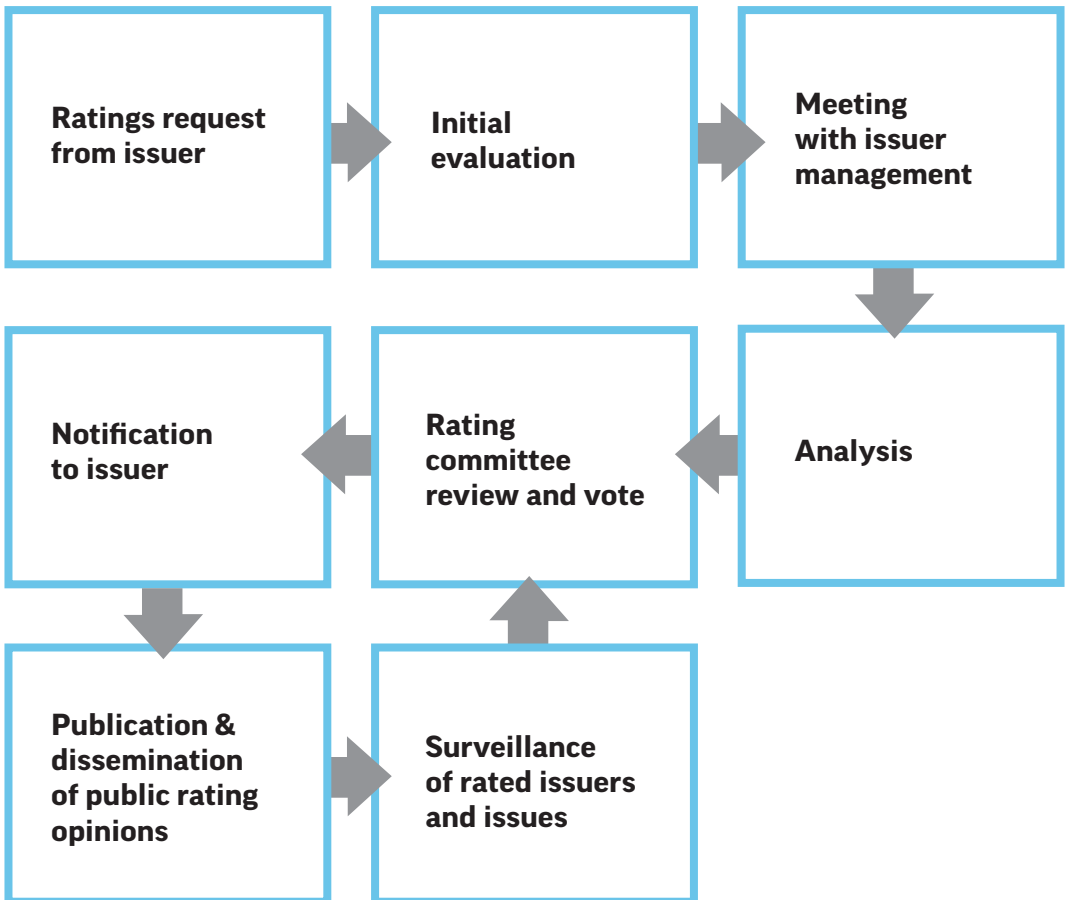 Ratings request
from issuer
Initial
evaluation
Meeting
with issuer
management
Analysis
Rating
committee
review and vote
Notification
to issuer
Publication &
dissemination
of public rating
opinions
Surveillance
of rated issuers
and issues